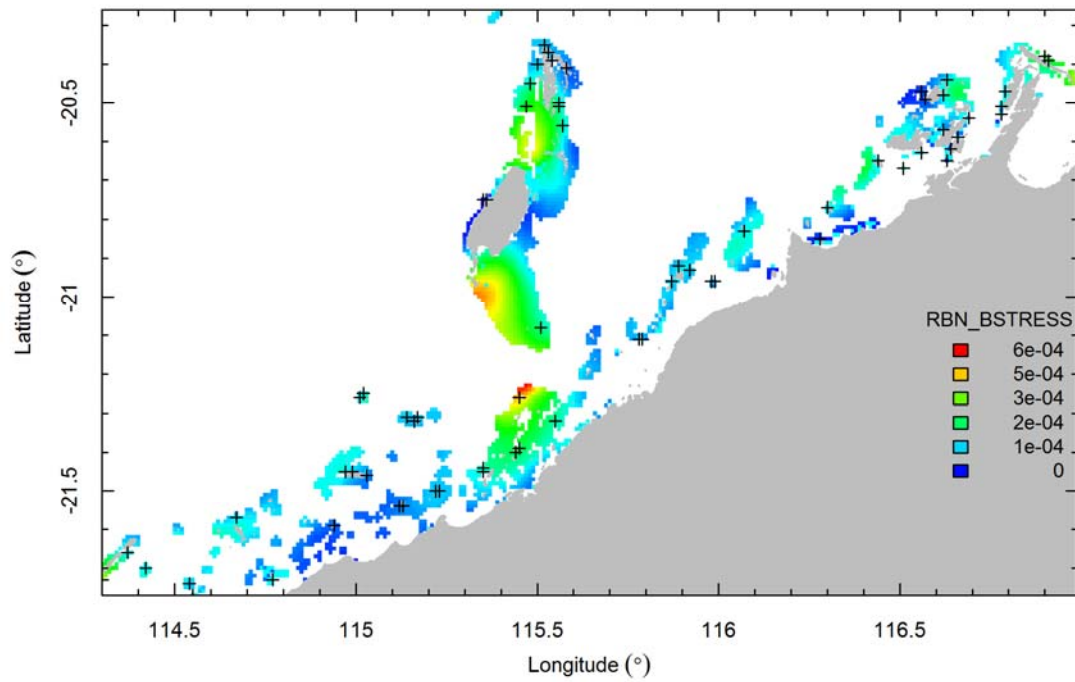 -20.5
-21
-21.5
Latitude (°)
RBN_BSTRESS
6e-04
5e-04
3e-04
2e-04
1e-04
0
114.5
115
115.5
116
116.5
Longitude (°)